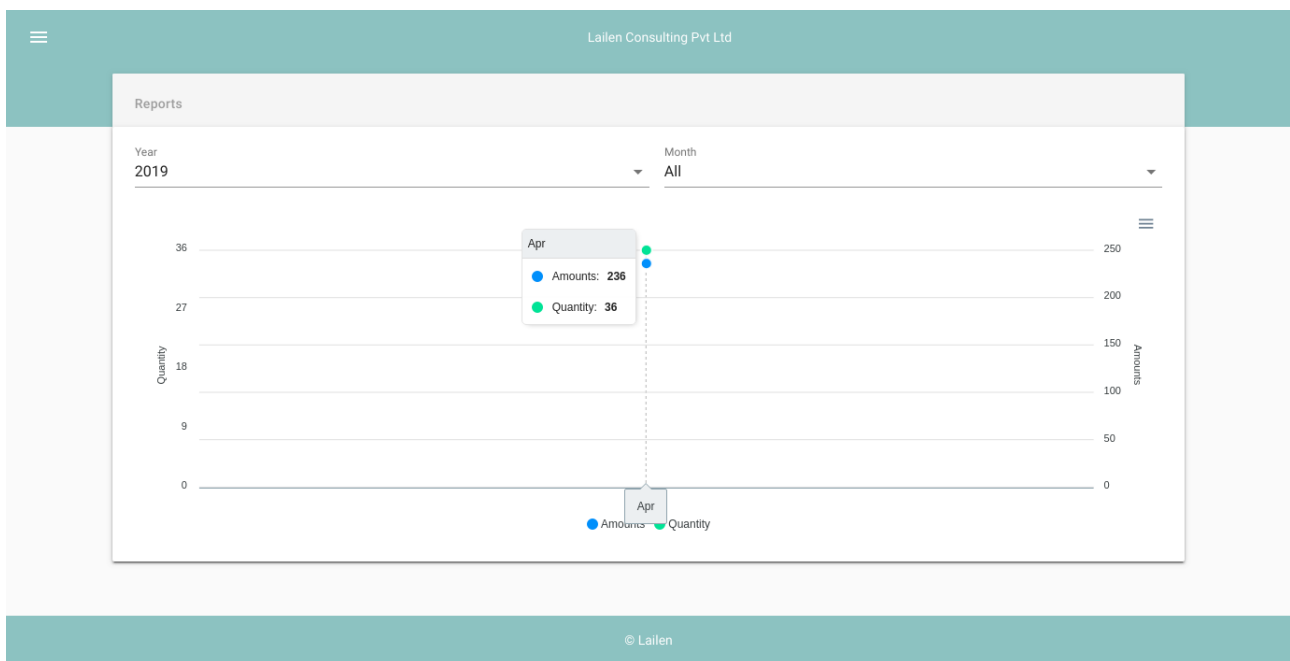 Lailen Consulting Pvt Ltd
Reports
Year
2019
Month
All
Apr
Amounts: 236
Quantity: 36
36
27
18
9
0
Quantity
250
200
150
100
50
0
Amounts
Apr
Amounts Quantity
© Lailen